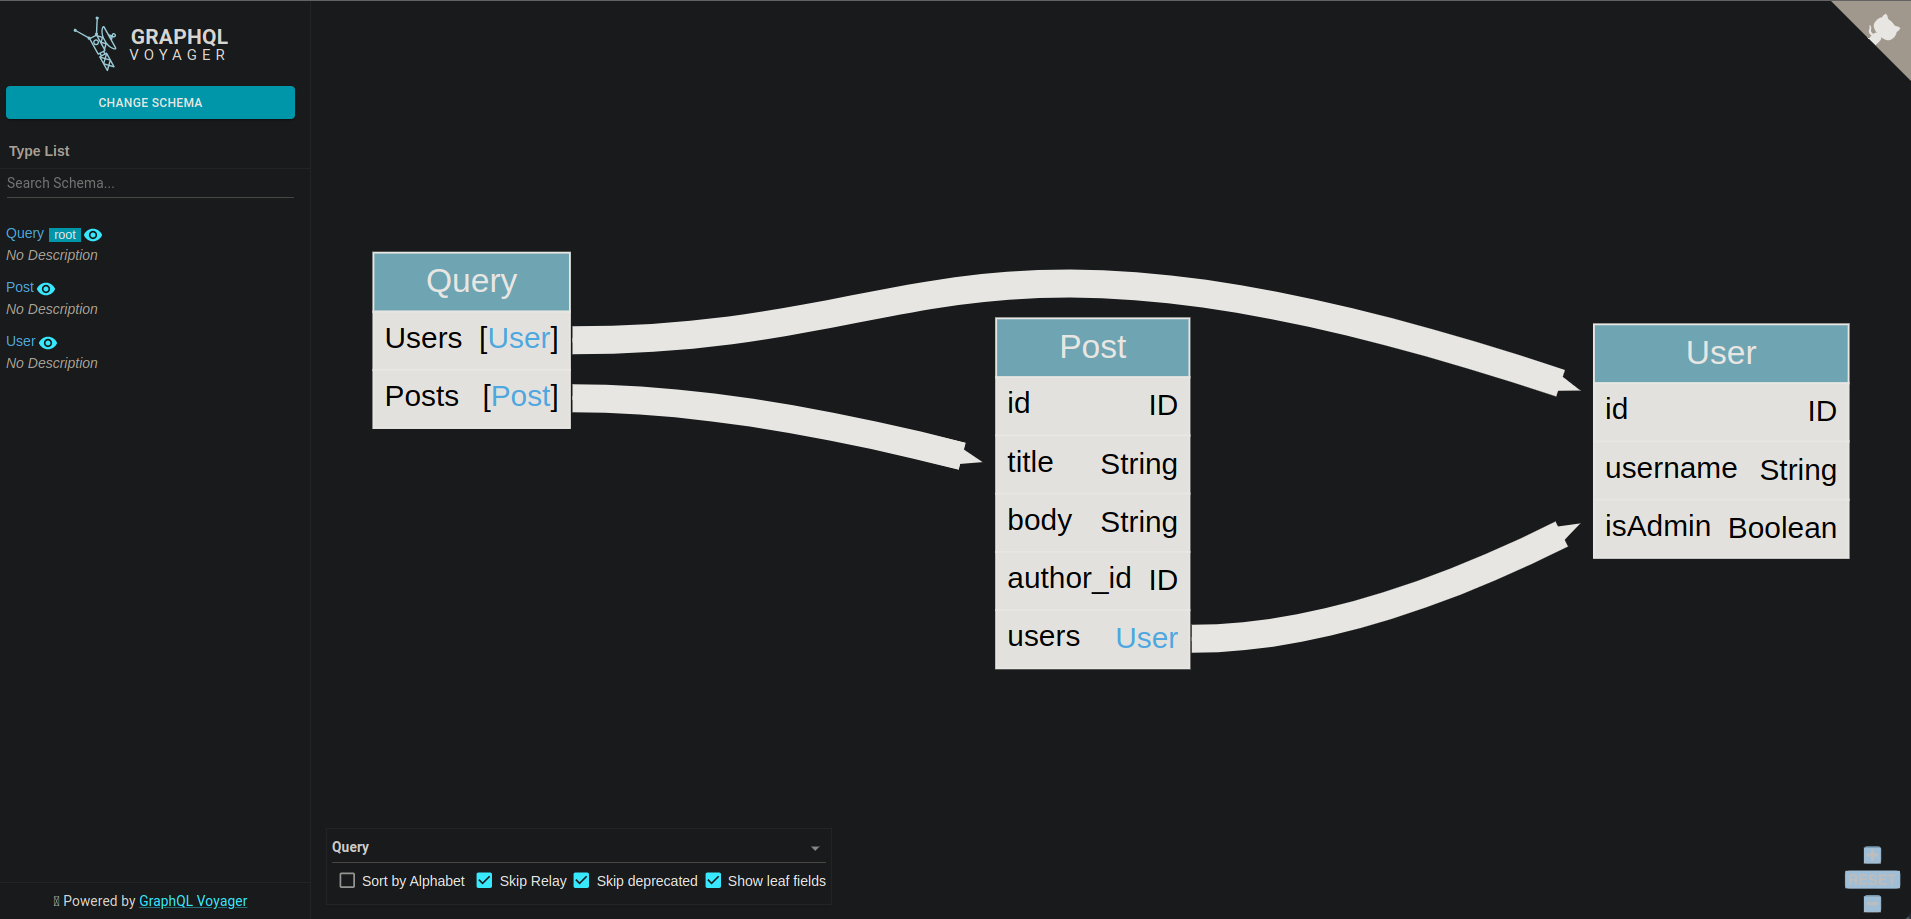 GRAPHQL
VOYAGER
CHANGE SCHEMA
Type List
Search Schema...
Query root
No Description
Post
No Description
User
No Description
Powered by GraphQL Voyager
Query
Users [User]
Posts [Post]
Post
id ID
title String
body String
author_id ID
users User
User
id ID
username String
isAdmin Boolean
Query
Sort by Alphabet Skip Relay Skip deprecated Show leaf fields